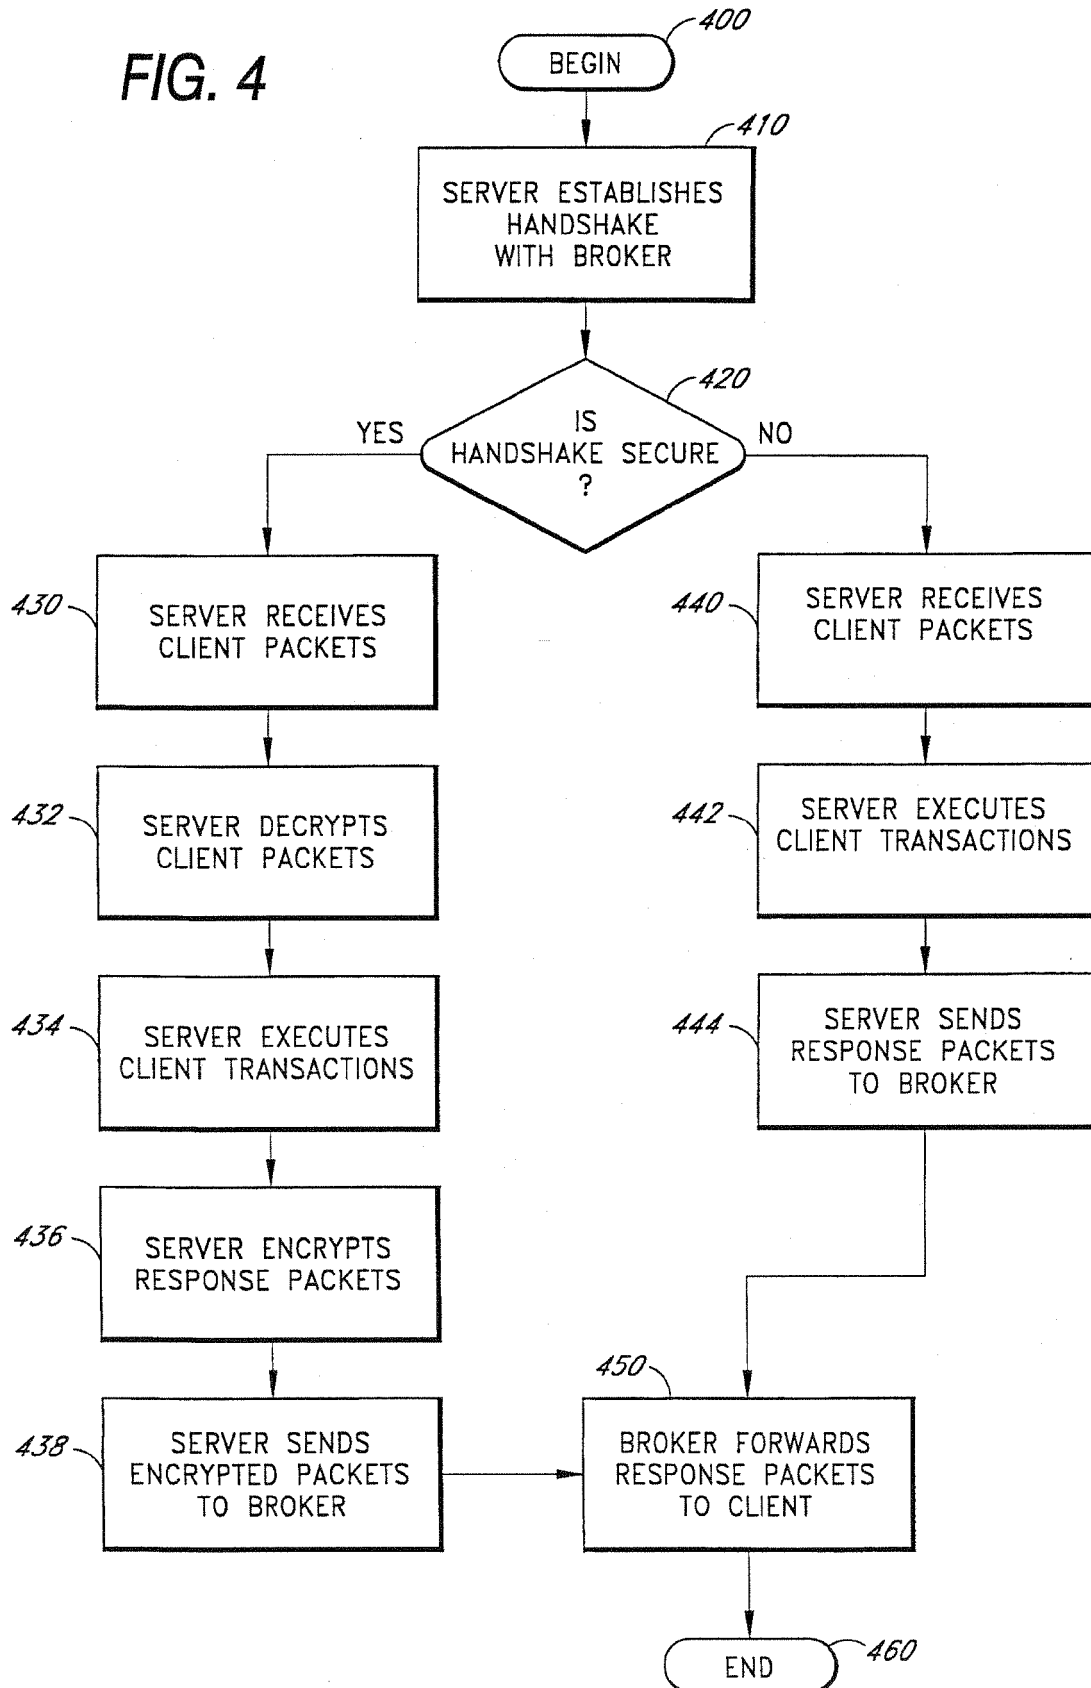 FIG. 4
400
BEGIN
410
SERVER ESTABLISHES
HANDSHAKE
WITH BROKER
420
IS
HANDSHAKE SECURE
?
YES
NO
430
SERVER RECEIVES
CLIENT PACKETS
440
SERVER RECEIVES
CLIENT PACKETS
432
SERVER DECRYPTS
CLIENT PACKETS
442
SERVER EXECUTES
CLIENT TRANSACTIONS
434
SERVER EXECUTES
CLIENT TRANSACTIONS
444
SERVER SENDS
RESPONSE PACKETS
TO BROKER
436
SERVER ENCRYPTS
RESPONSE PACKETS
438
SERVER SENDS
ENCRYPTED PACKETS
TO BROKER
450
BROKER FORWARDS
RESPONSE PACKETS
TO CLIENT
460
END